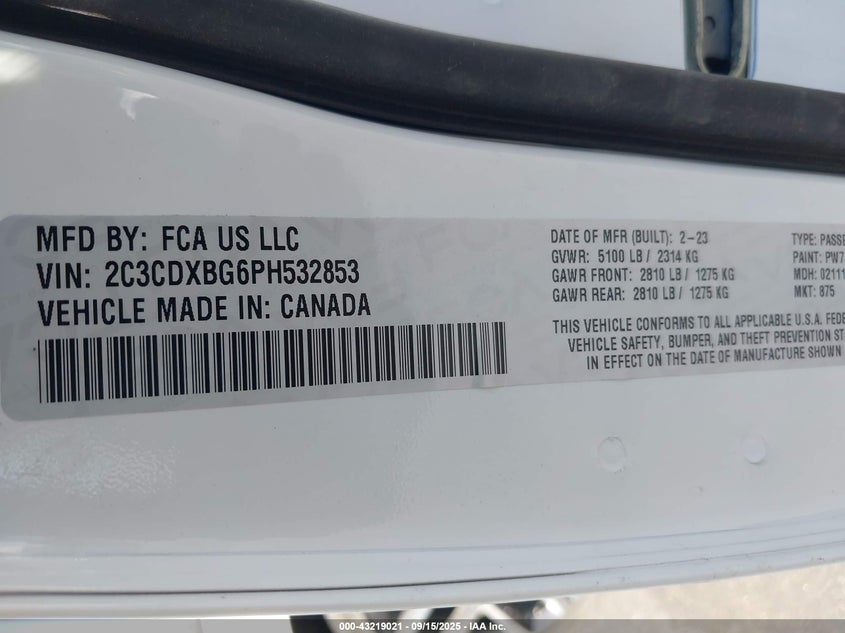 MFD BY: FCA US LLC
VIN: 2C3CDXBG6PH532853
VEHICLE MADE IN: CANADA
DATE OF MFR (BUILT): 2-23
GVWR: 5100 LB / 2314 KG
GAWR FRONT: 2810 LB / 1275 KG
GAWR REAR: 2810 LB / 1275 KG
TYPE: PASSE
PAINT: PW7
MDH: 02111
MKT: 875
THIS VEHICLE CONFORMS TO ALL APPLICABLE U.S.A. FEDE
VEHICLE SAFETY, BUMPER, AND THEFT PREVENTION ST
IN EFFECT ON THE DATE OF MANUFACTURE SHOWN
000-43219021 - 09/15/2025 - IAA Inc.